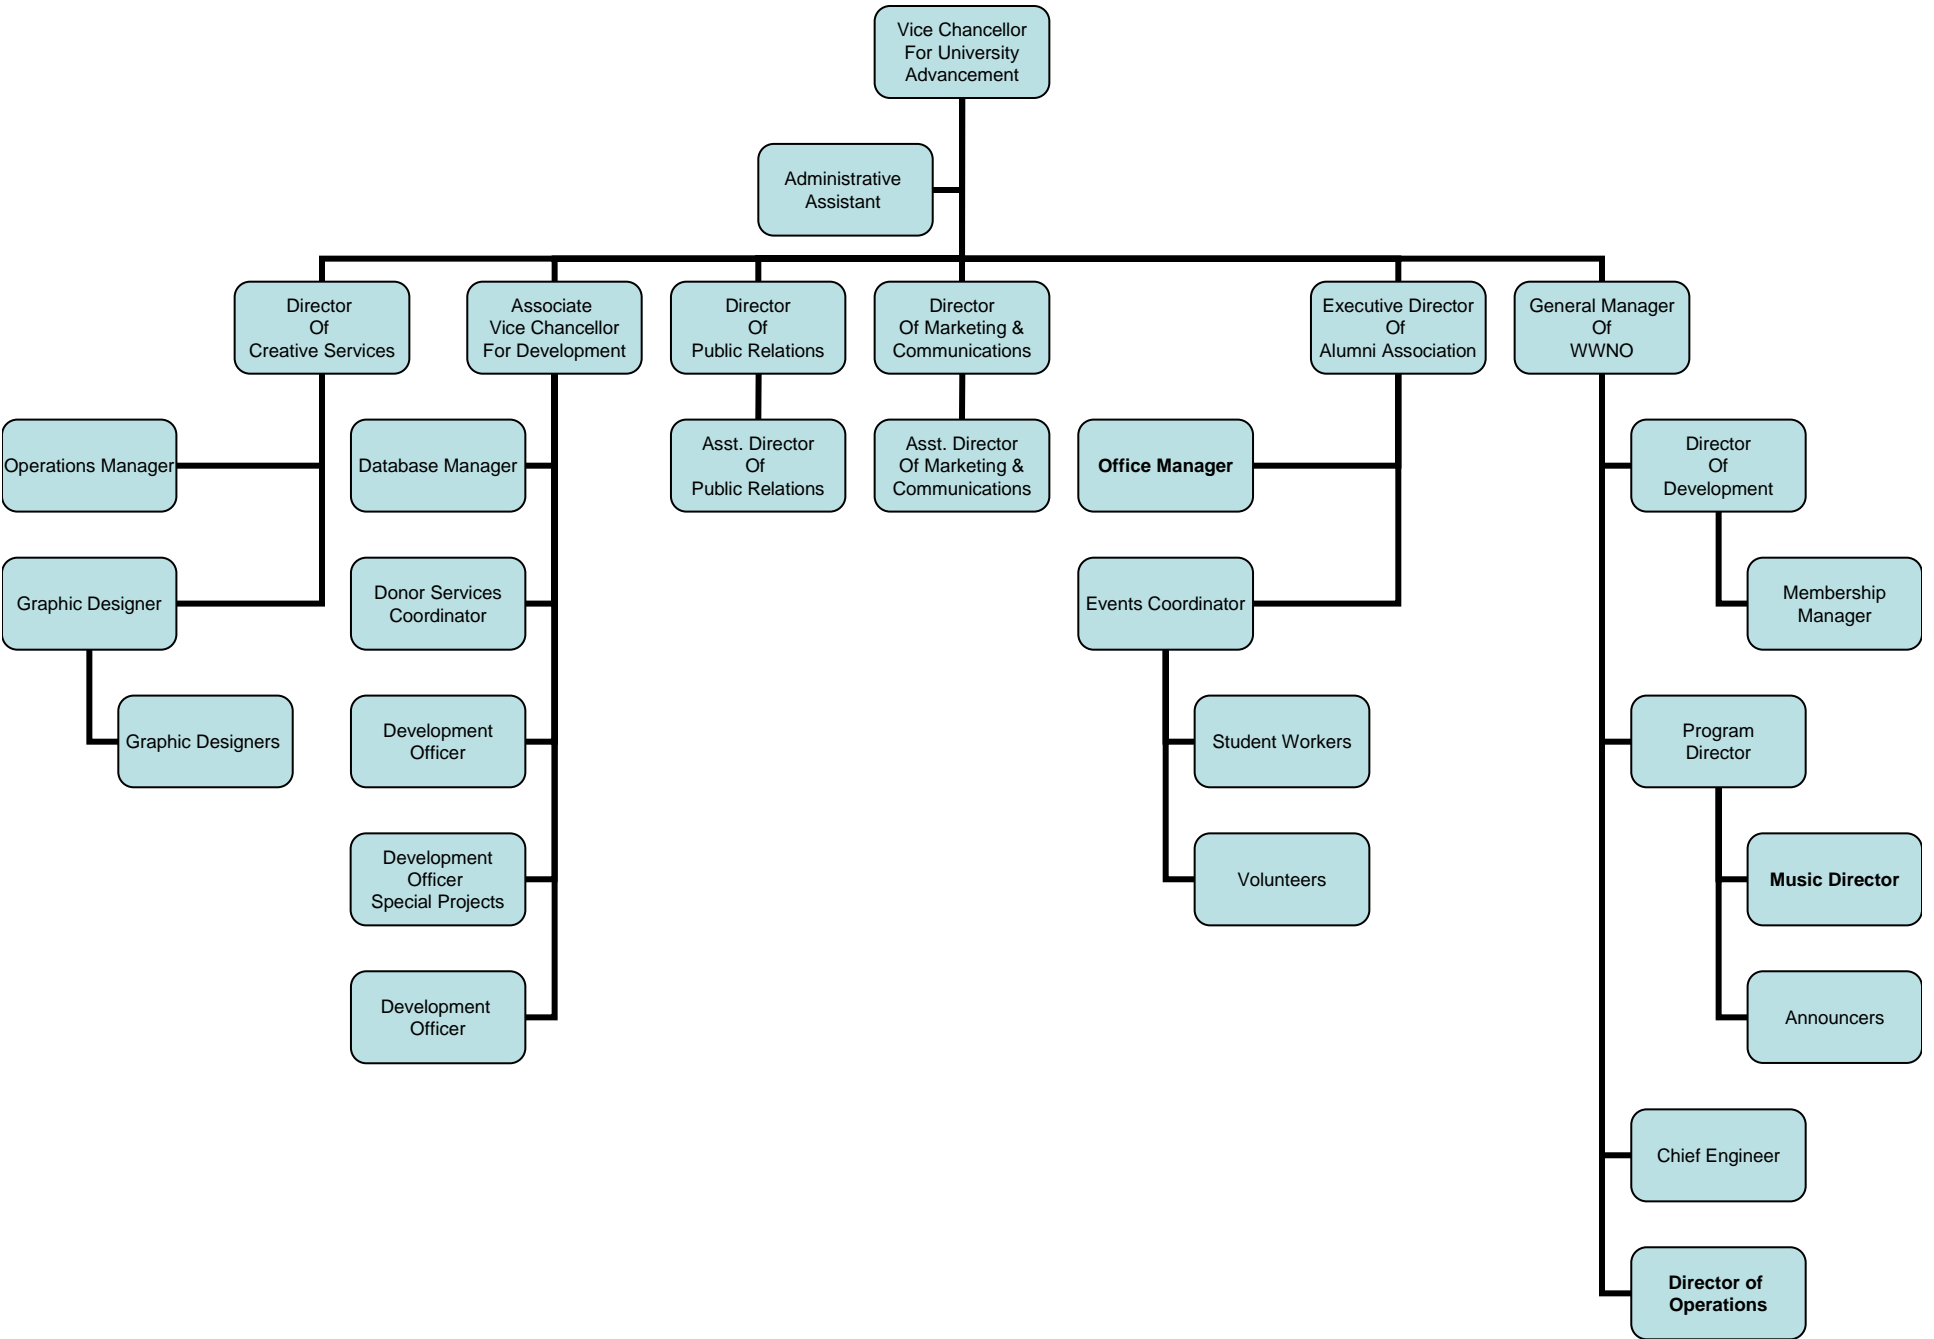 Vice Chancellor
For University
Advancement
Administrative
Assistant
Director
Of
Creative Services
Associate
Vice Chancellor
For Development
Director
Of
Public Relations
Director
Of Marketing &
Communications
Executive Director
Of
Alumni Association
General Manager
Of
WWNO
Operations Manager
Database Manager
Asst. Director
Of
Public Relations
Asst. Director
Of Marketing &
Communications
Office Manager
Director
Of
Development
Graphic Designer
Donor Services
Coordinator
Events Coordinator
Membership
Manager
Graphic Designers
Development
Officer
Student Workers
Program
Director
Development
Officer
Special Projects
Volunteers
Music Director
Development
Officer
Announcers
Chief Engineer
Director of
Operations